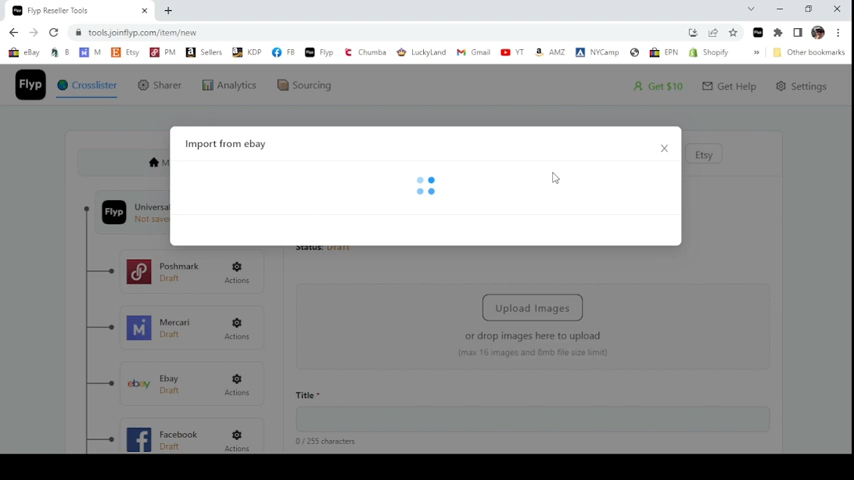 Flyp Reseller Tools
tools.joinflyp.com/item/new
eBay B M Etsy PM Sellers KDP FB Flyp Chumba LuckyLand Gmail YT AMZ NYCamp EPN Shopify » Other bookmarks
Flyp Crosslister Sharer Analytics Sourcing Get $10 Get Help Settings
Import from ebay
Etsy
M
Flyp Universal
Not saved
Status: Draft
Poshmark
Draft
Actions
Upload Images
or drop images here to upload
(max 16 images and 8mb file size limit)
Mercari
Draft
Actions
Ebay
Draft
Actions
ebay
Title *
0 / 255 characters
Facebook
Draft
Actions